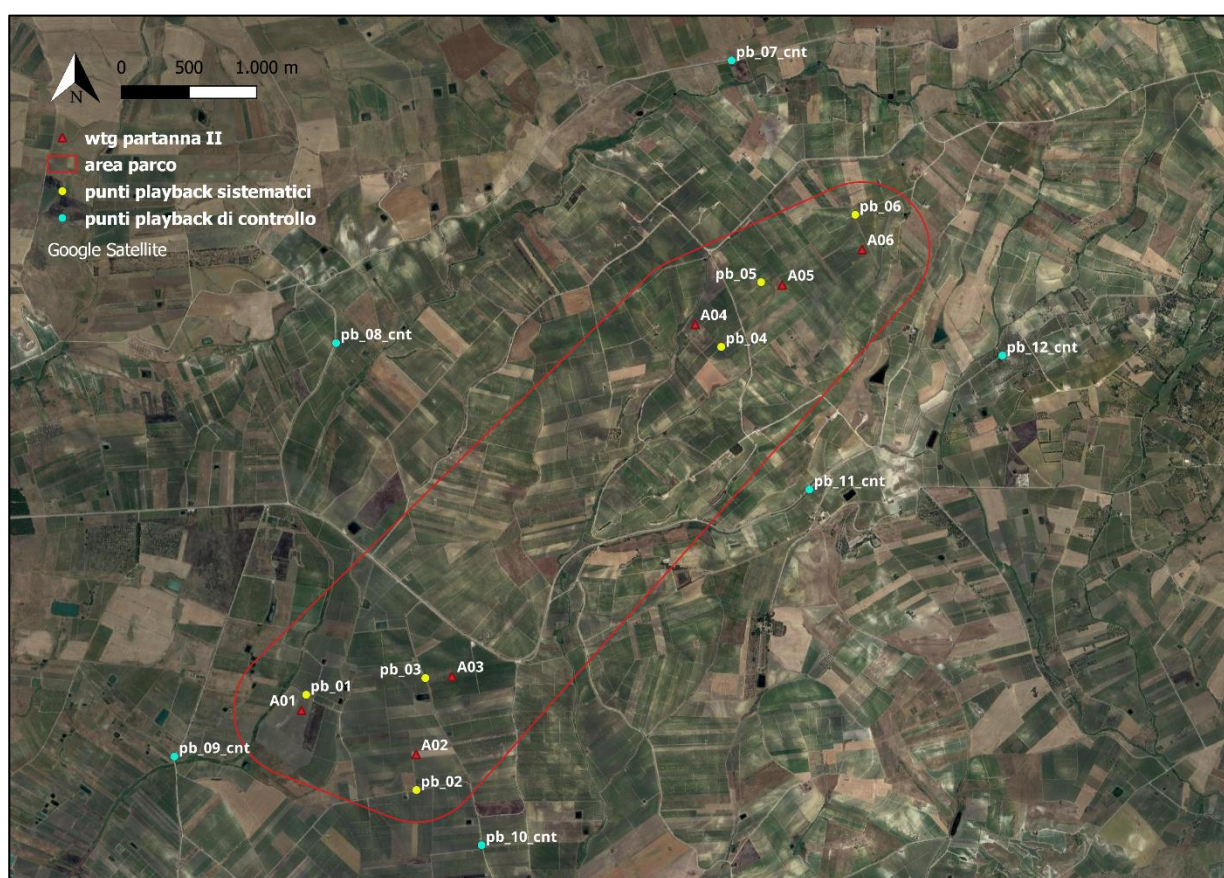 pb_07_cnt
0 500 1.000 m
N
wtg partanna II
area parco
punti playback sistematici
punti playback di controllo
Google Satellite
pb_06
A06
pb_05
A05
A04
pb_04
pb_08_cnt
pb_12_cnt
pb_11_cnt
pb_03
A03
pb_01
A01
A02
pb_09_cnt
pb_02
pb_10_cnt